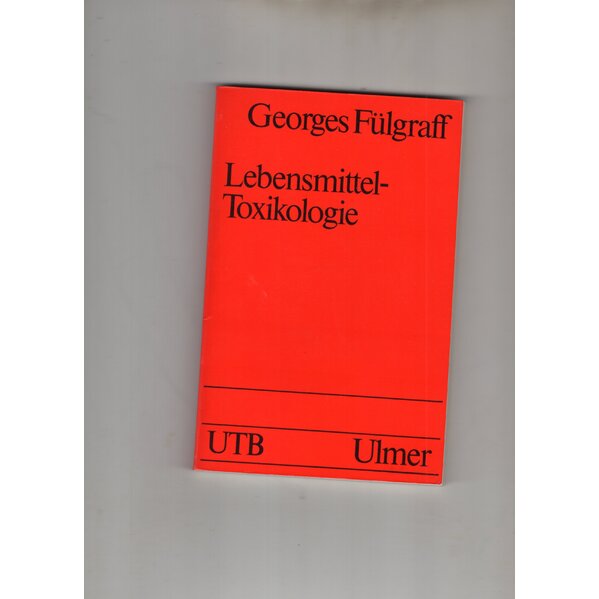 Georges Fülgraff
Lebensmittel-
Toxikologie
UTB Ulmer